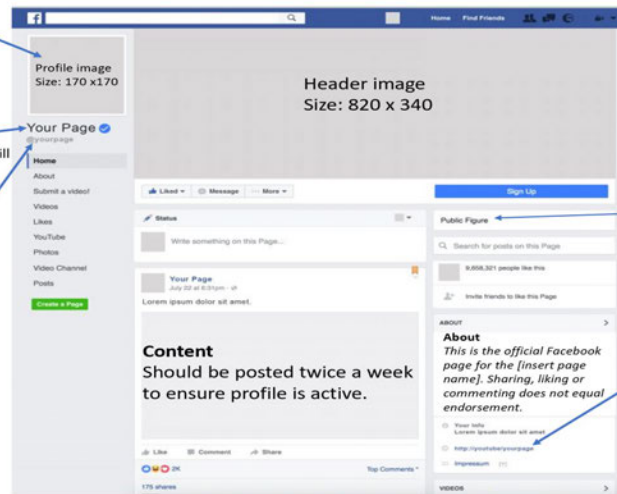 f
Home Find Friends
Profile image
Size: 170 x170
Header image
Size: 820 x 340
Your Page
@yourpage
ill
Home
About
Submit a video!
Videos
Likes
YouTube
Photos
Video Channel
Posts
Create a Page
Liked Message More
Sign Up
Status
Write something on this Page...
Your Page
July 22 at 6:01pm
Lorem ipsum dolor sit amet.
Content
Should be posted twice a week
to ensure profile is active.
Like Comment Share
2K Top Comments
175 shares
Public Figure
Search for posts on this Page
9,658,321 people like this
Invite friends to like this Page
ABOUT
About
This is the official Facebook
page for the [insert page
name]. Sharing, liking or
commenting does not equal
endorsement.
Your Info
Lorem ipsum dolor sit amet
http://youtube/yourpage
Impressum
VIDEOS